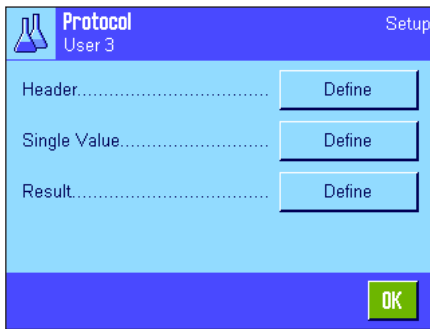 Protocol
Setup
User 3
Header.................................. Define
Single Value.......................... Define
Result................................... Define
OK